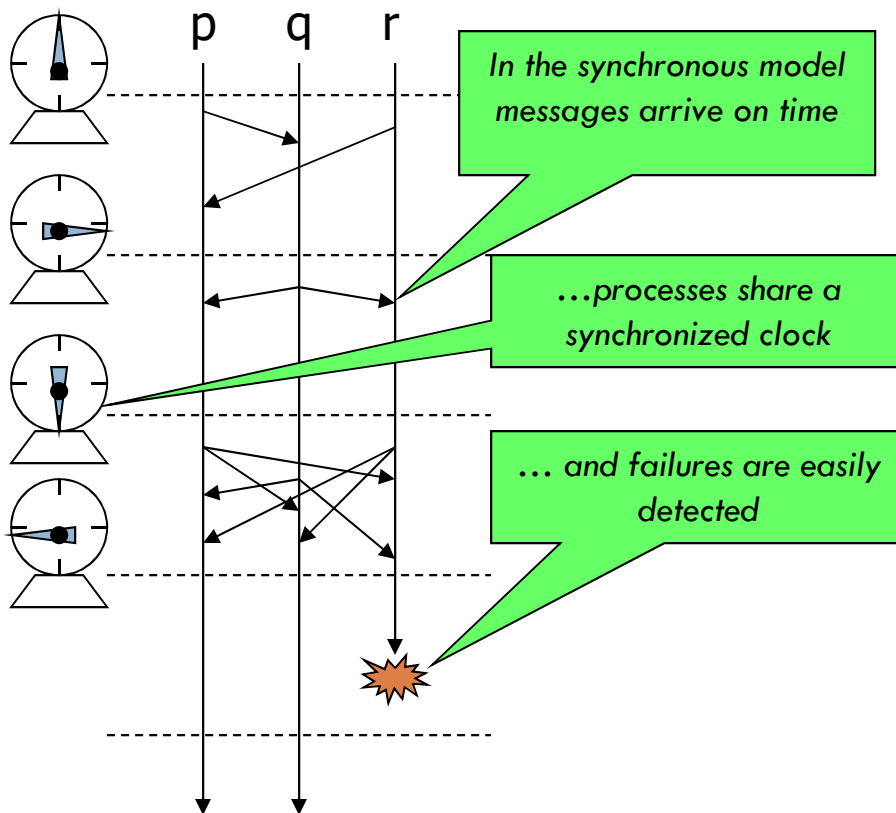 p q r
In the synchronous model
messages arrive on time
…processes share a
synchronized clock
… and failures are easily
detected